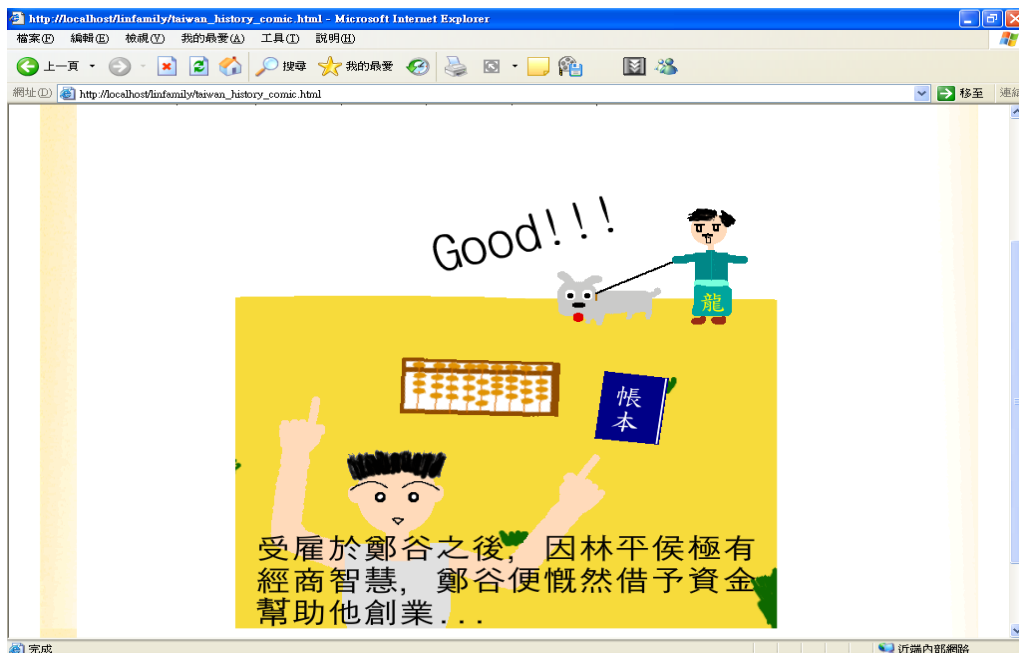 http://localhost/linfamily/taiwan_history_comic.html - Microsoft Internet Explorer
檔案(F) 編輯(E) 檢視(V) 我的最愛(A) 工具(T) 說明(H)
上一頁 搜尋 我的最愛
網址(D) http://localhost/linfamily/taiwan_history_comic.html 移至 連結
Good!!!
龍
帳本
受雇於鄭谷之後, 因林平侯極有
經商智慧, 鄭谷便慨然借予資金
幫助他創業...
完成 近端內部網路